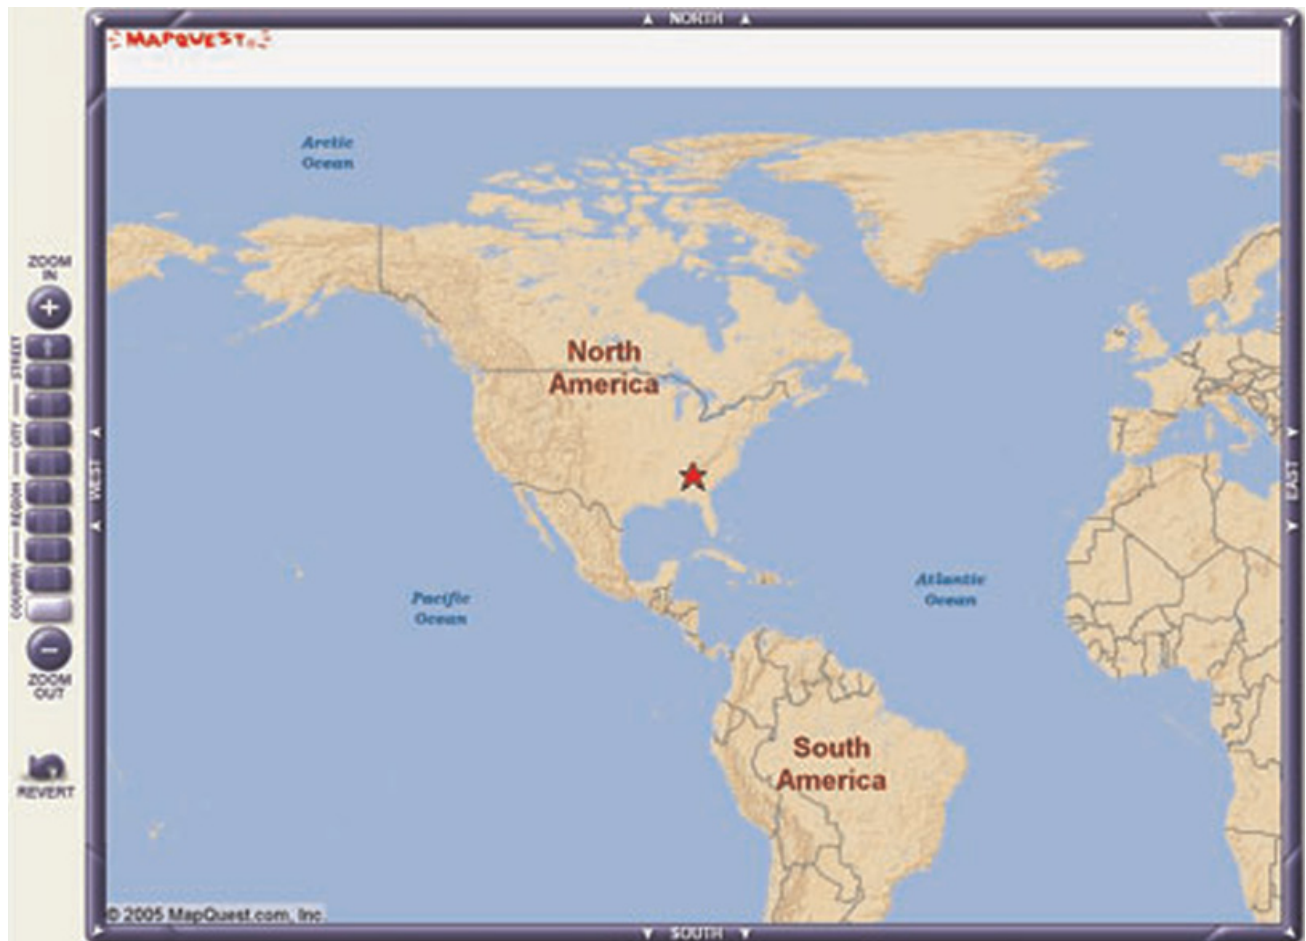 NORTH
MAPQUEST
Arctic
Ocean
ZOOM
IN
STREET
CITY
REGION
COUNTRY
ZOOM
OUT
REVERT
WEST
EAST
North
America
Pacific
Ocean
Atlantic
Ocean
South
America
© 2005 MapQuest.com, Inc.
SOUTH